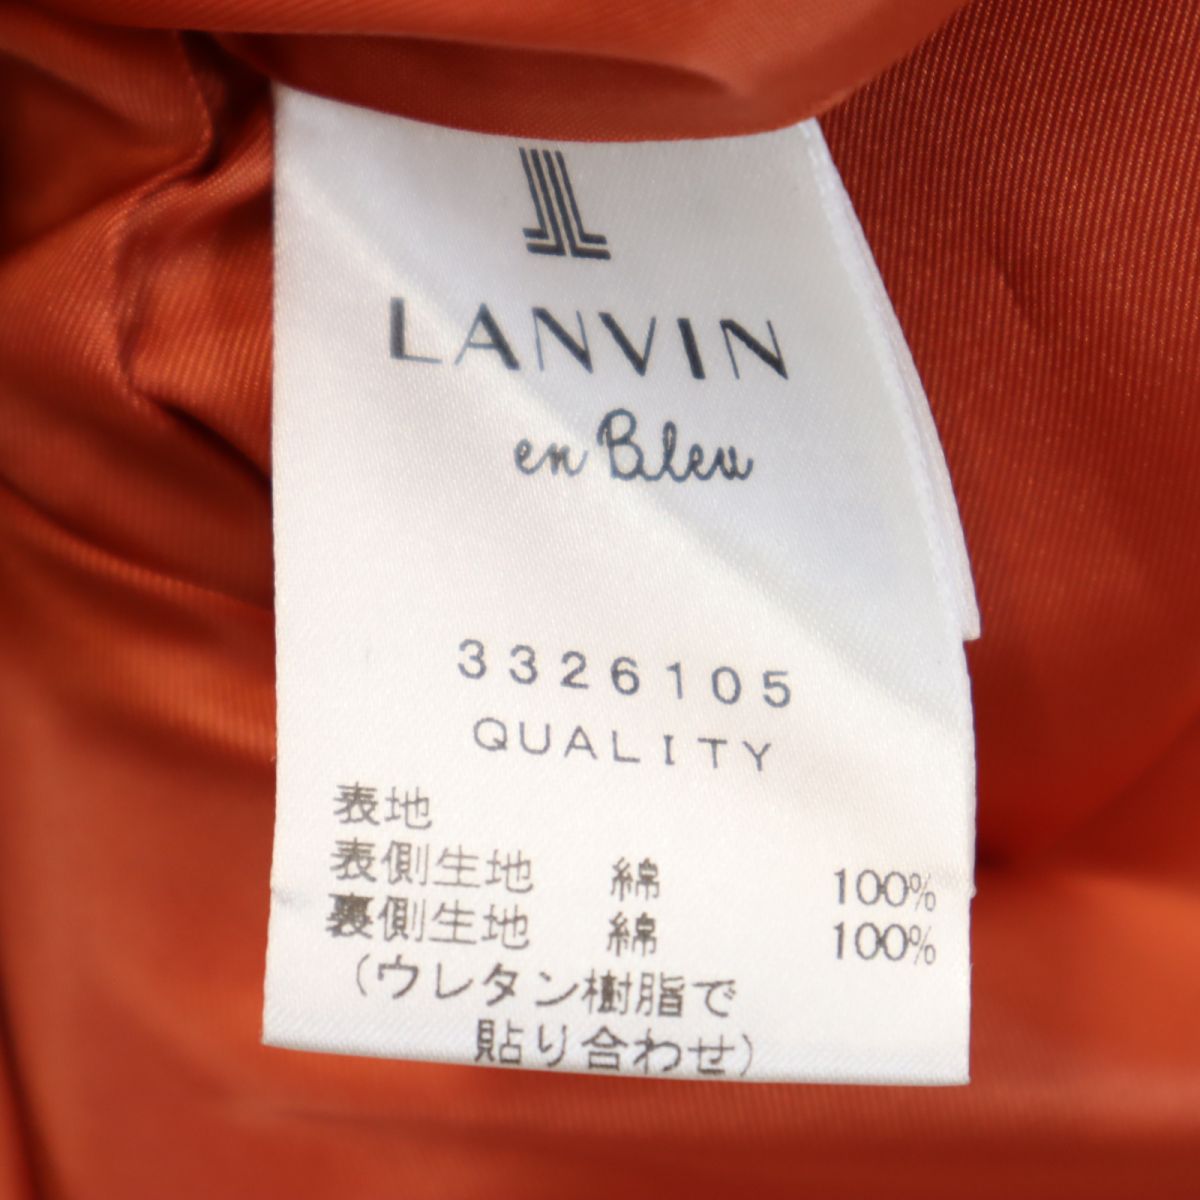 LANVIN
en Bleu
3326105
QUALITY
表地
表側生地 綿 100%
裏側生地 綿 100%
(ウレタン樹脂で
貼り合わせ)